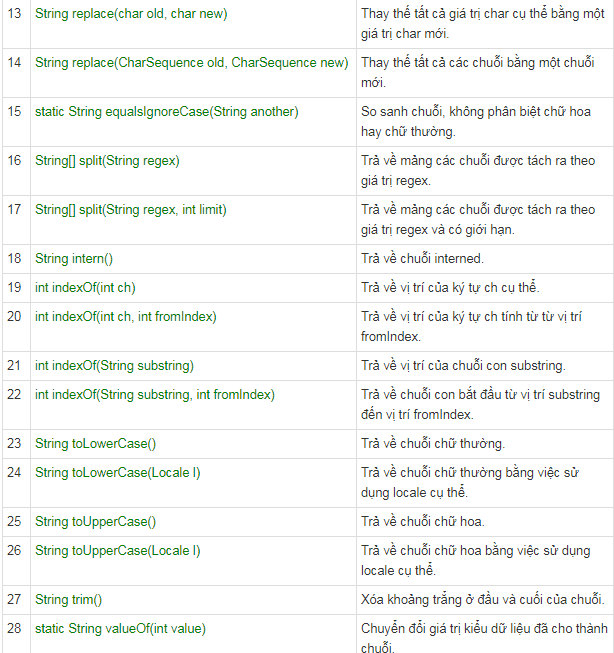 13 String replace(char old, char new) Thay thế tất cả giá trị char cụ thể bằng một
giá trị char mới.
14 String replace(CharSequence old, CharSequence new) Thay thế tất cả các chuỗi bằng một chuỗi
mới.
15 static String equalsIgnoreCase(String another) So sanh chuỗi, không phân biệt chữ hoa
hay chữ thường.
16 String[] split(String regex) Trả về mảng các chuỗi được tách ra theo
giá trị regex.
17 String[] split(String regex, int limit) Trả về mảng các chuỗi được tách ra theo
giá trị regex và có giới hạn.
18 String intern() Trả về chuỗi interned.
19 int indexOf(int ch) Trả về vị trí của ký tự ch cụ thể.
20 int indexOf(int ch, int fromIndex) Trả về vị trí của ký tự ch tính từ từ vị trí
fromIndex.
21 int indexOf(String substring) Trả về vị trí của chuỗi con substring.
22 int indexOf(String substring, int fromIndex) Trả về chuỗi con bắt đầu từ vị trí substring
đến vị trí fromIndex.
23 String toLowerCase() Trả về chuỗi chữ thường.
24 String toLowerCase(Locale l) Trả về chuỗi chữ thường bằng việc sử
dụng locale cụ thể.
25 String toUpperCase() Trả về chuỗi chữ hoa.
26 String toUpperCase(Locale l) Trả về chuỗi chữ hoa bằng việc sử dụng
locale cụ thể.
27 String trim() Xóa khoảng trắng ở đầu và cuối của chuỗi.
28 static String valueOf(int value) Chuyển đổi giá trị kiểu dữ liệu đã cho thành
chuỗi.